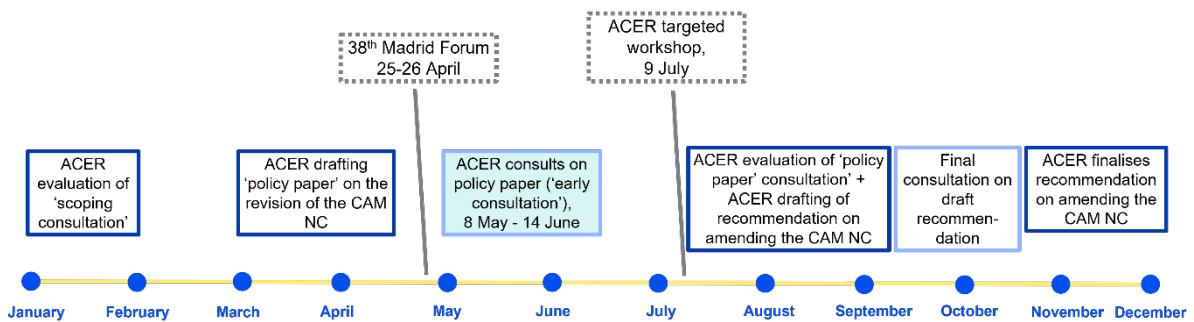 38th Madrid Forum
25-26 April
ACER targeted
workshop,
9 July
ACER
evaluation of
‘scoping
consultation’
ACER drafting
‘policy paper’ on the
revision of the CAM
NC
ACER consults on
policy paper (‘early
consultation’),
8 May - 14 June
ACER evaluation of ‘policy
paper’ consultation’ +
ACER drafting of
recommendation on
amending the CAM NC
Final
consultation on
draft
recommen-
dation
ACER finalises
recommendation
on amending the
CAM NC
January
February
March
April
May
June
July
August
September
October
November
December